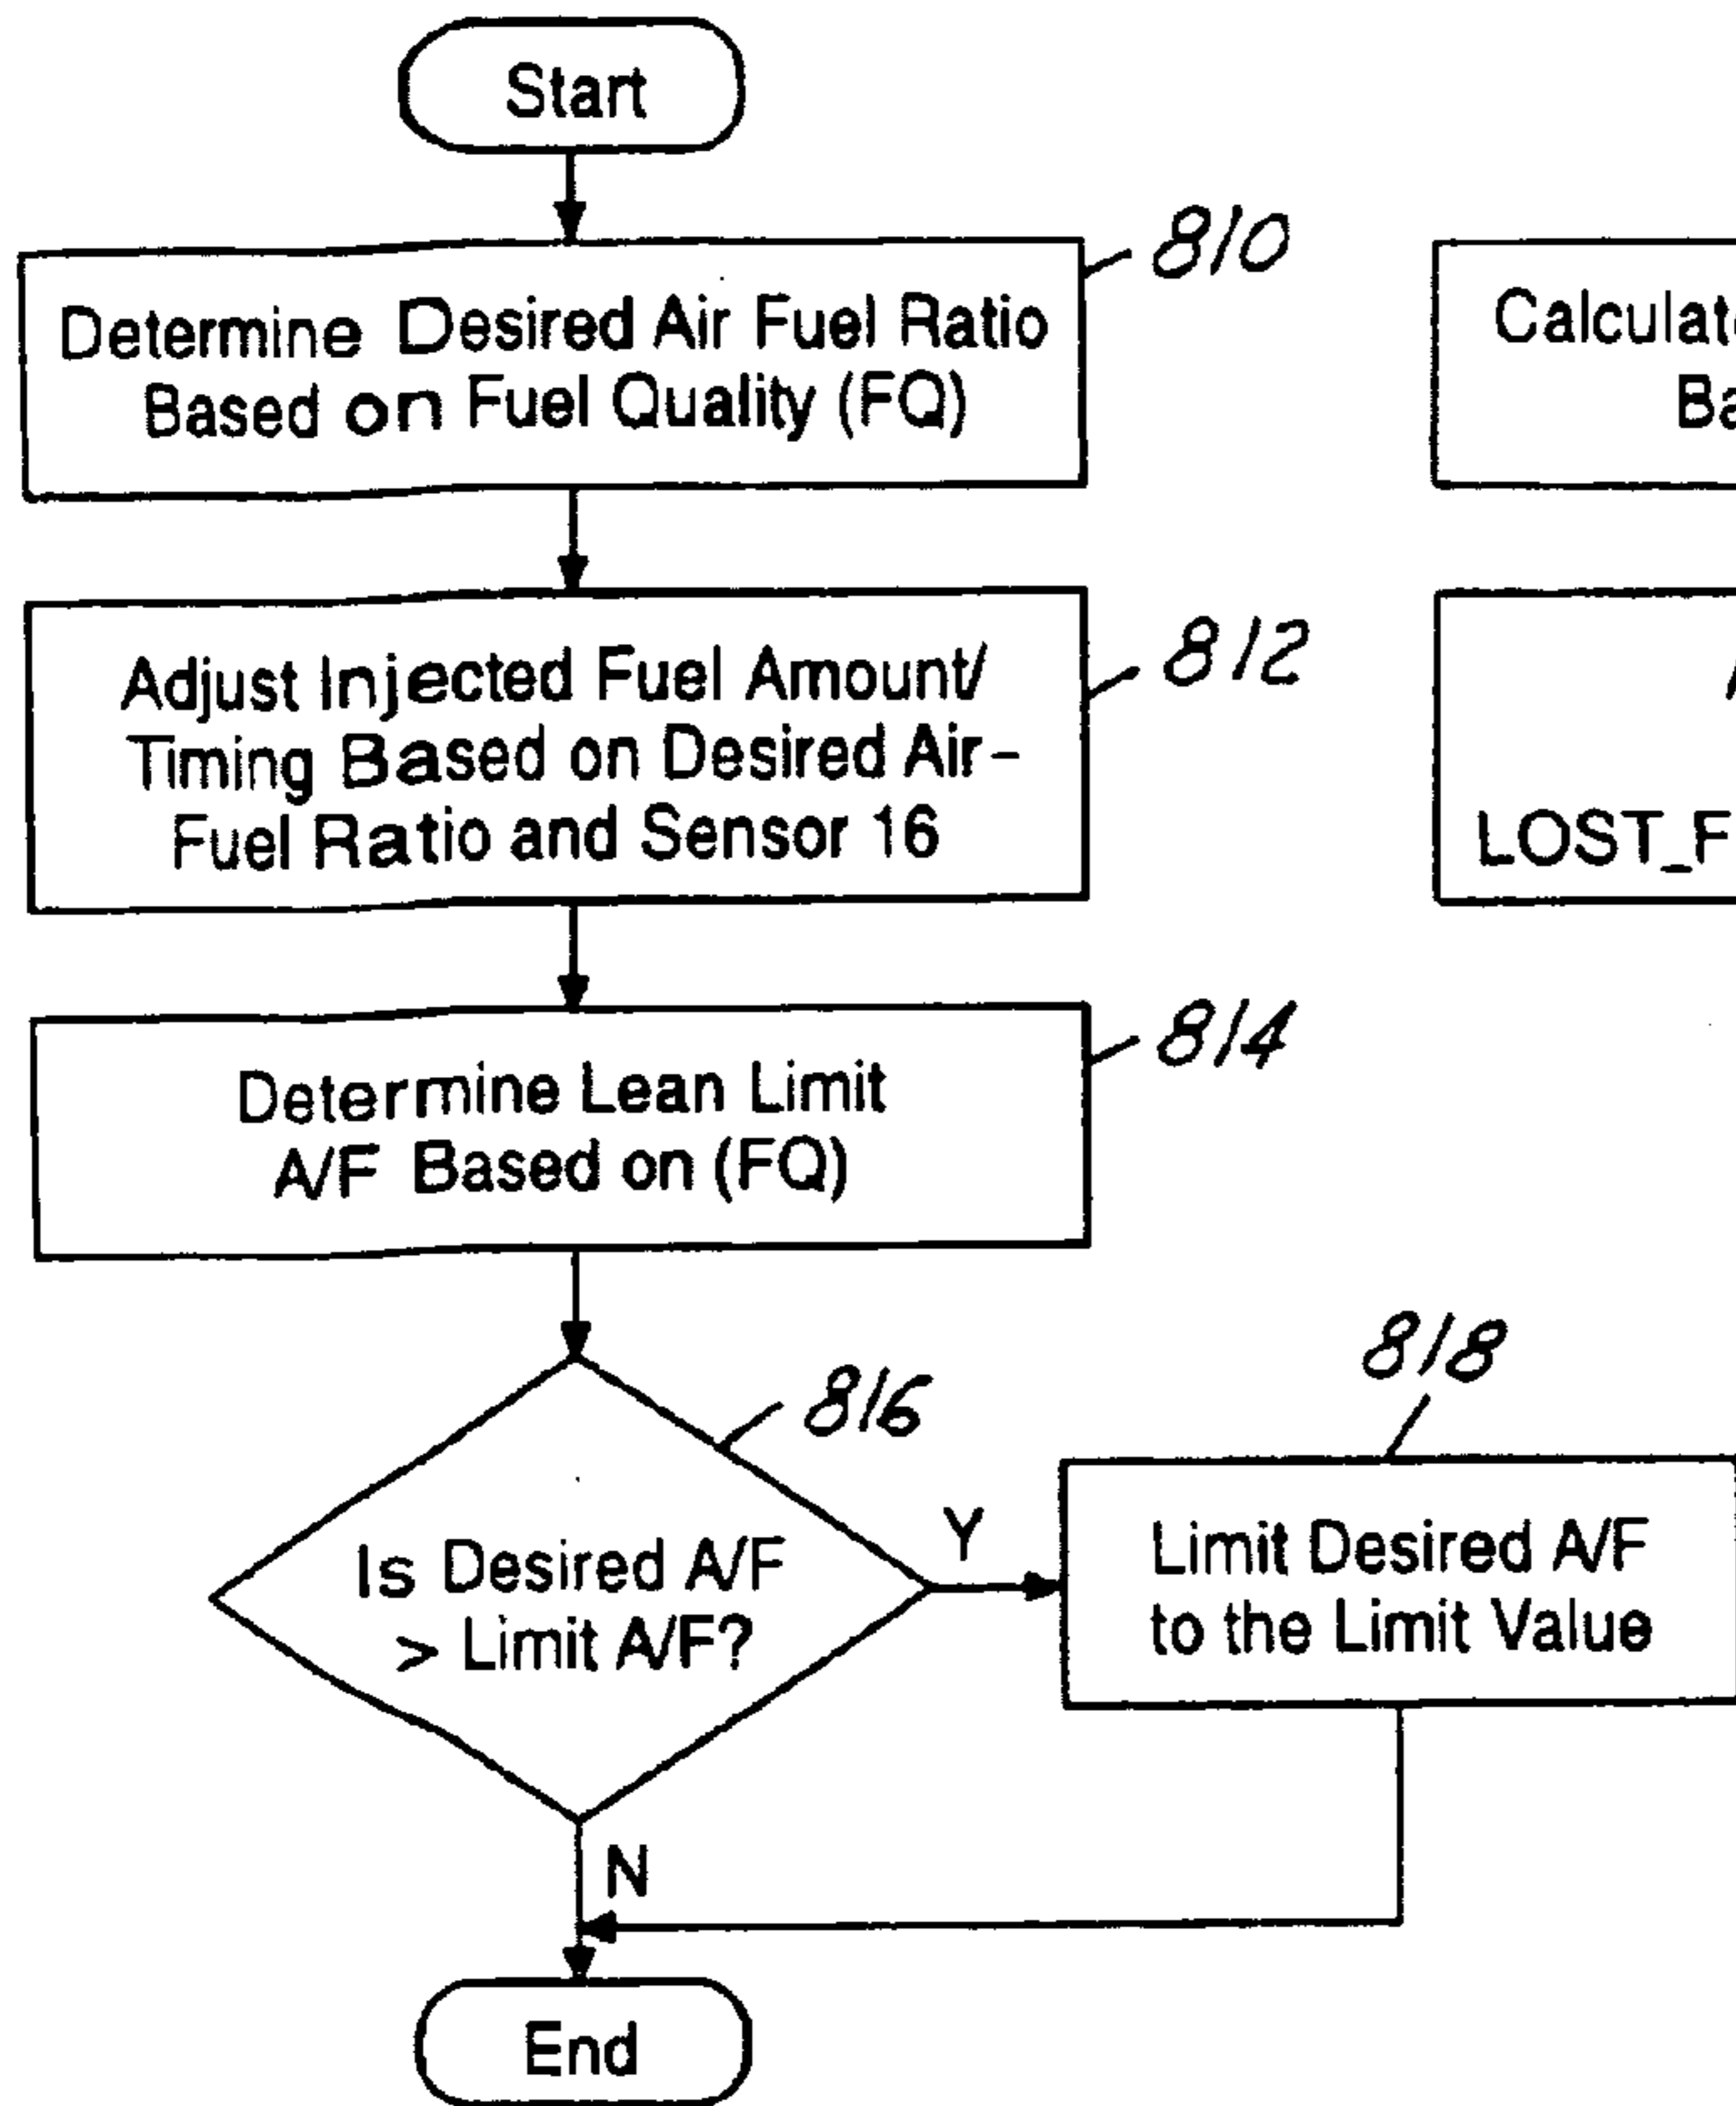 Start
810
Determine Desired Air Fuel Ratio
Based on Fuel Quality (FQ)
812
Adjust Injected Fuel Amount/
Timing Based on Desired Air-
Fuel Ratio and Sensor 16
814
Determine Lean Limit
A/F Based on (FQ)
816
Is Desired A/F
> Limit A/F?
Y
818
Limit Desired A/F
to the Limit Value
N
End
LOST_F